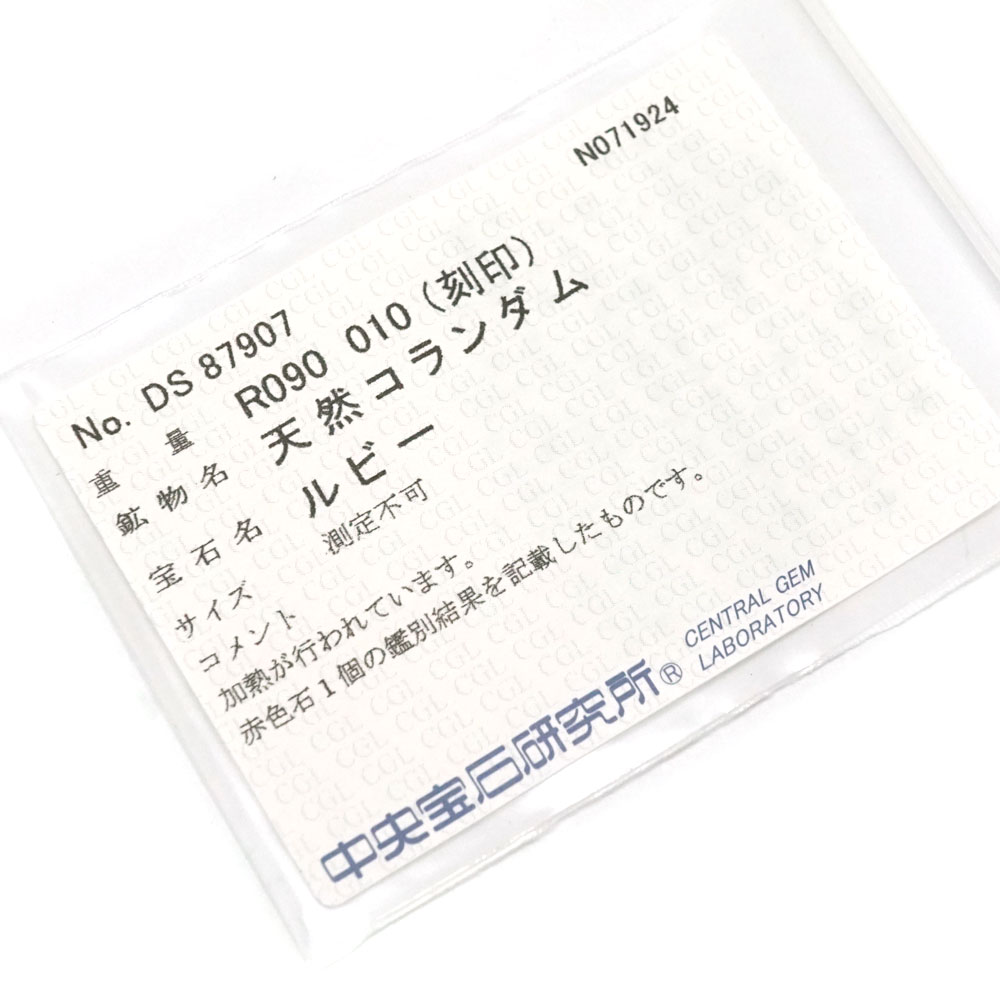 N071924
No. DS 87907
重量 R090 010 (刻印)
鉱物名 天然コランダム
宝石名 ルビー
サイズ 測定不可
コメント
加熱が行われています。
赤色石1個の鑑別結果を記載したものです。
中央宝石研究所® CENTRAL GEM
LABORATORY